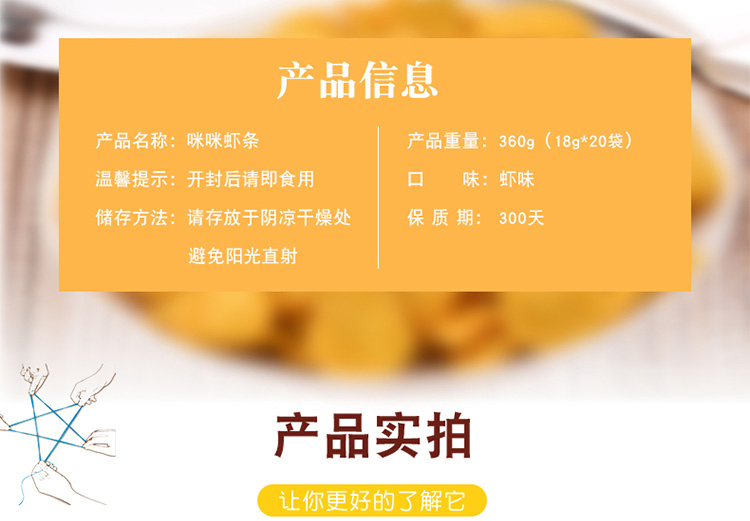 产品信息
产品名称：咪咪虾条
温馨提示：开封后请即食用
储存方法：请存放于阴凉干燥处
避免阳光直射
产品重量：360g（18g*20袋）
口 味：虾味
保 质 期： 300天
产品实拍
让你更好的了解它